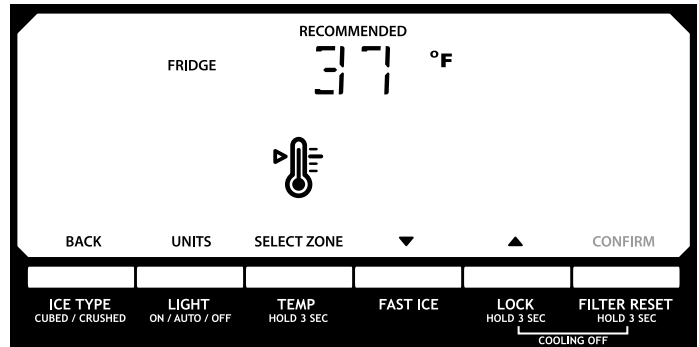 RECOMMENDED
FRIDGE 37 °F
BACK UNITS SELECT ZONE ▼ ▲ CONFIRM
ICE TYPE LIGHT TEMP FAST ICE LOCK FILTER RESET
CUBED / CRUSHED ON / AUTO / OFF HOLD 3 SEC HOLD 3 SEC HOLD 3 SEC
COOLING OFF